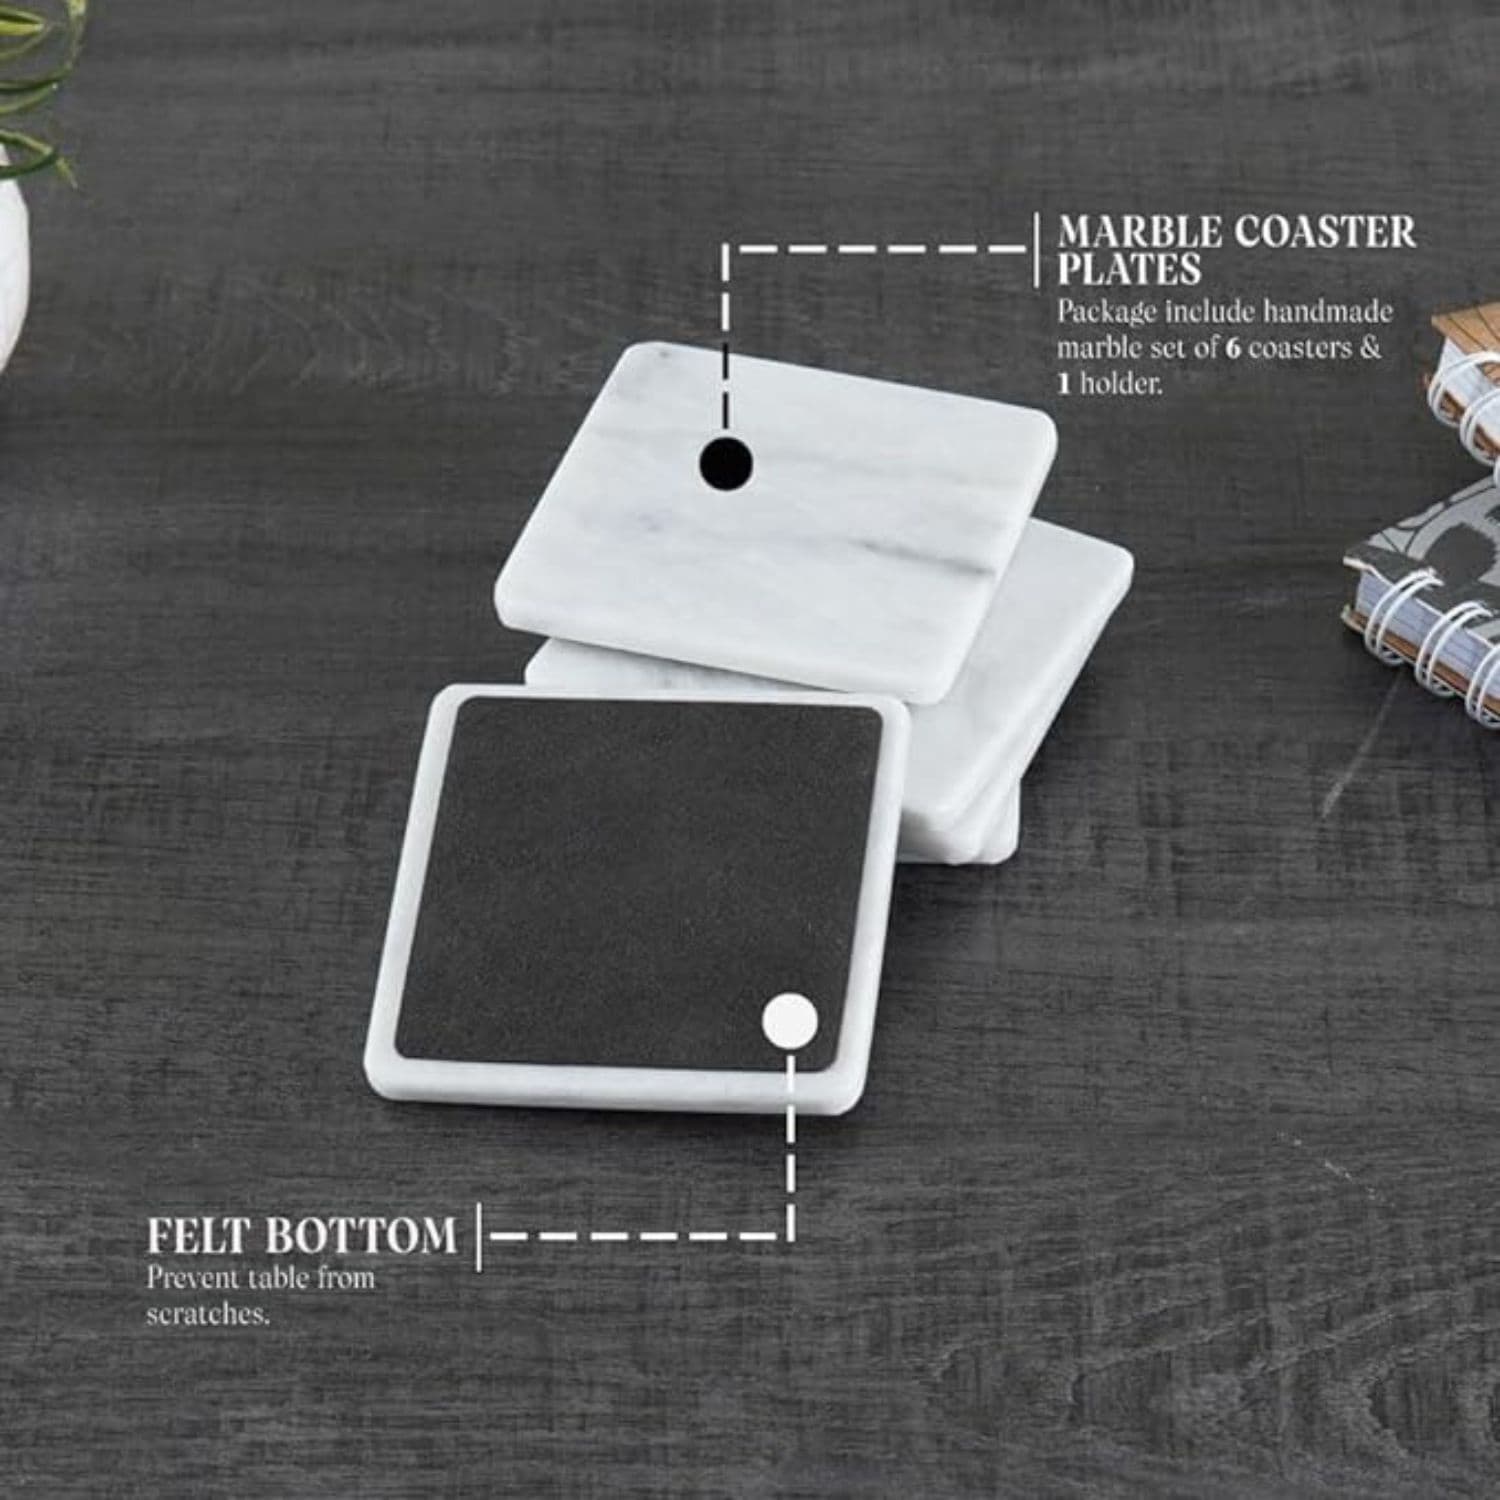 MARBLE COASTER
PLATES
Package include handmade
marble set of 6 coasters &
1 holder.
FELT BOTTOM
Prevent table from
scratches.